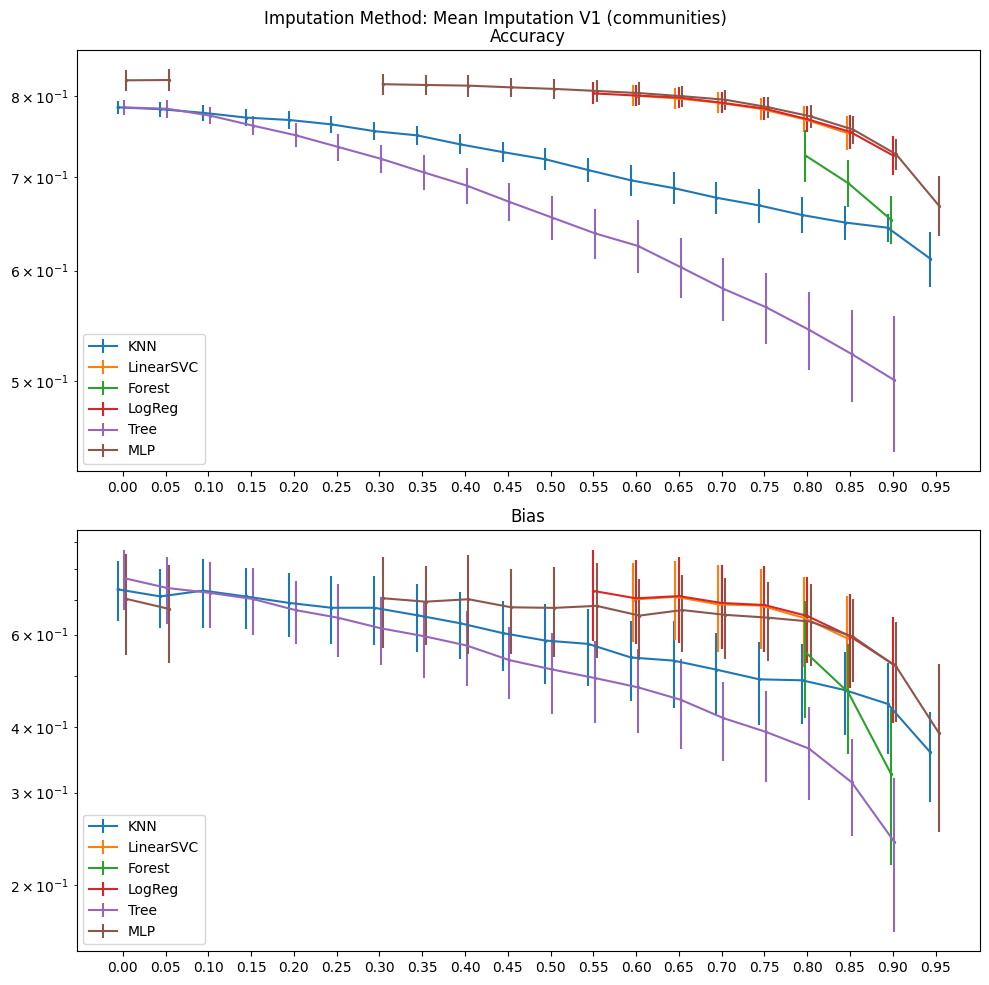 Imputation Method: Mean Imputation V1 (communities)
Accuracy
8 × 10⁻¹
7 × 10⁻¹
6 × 10⁻¹
5 × 10⁻¹
KNN
LinearSVC
Forest
LogReg
Tree
MLP
0.00 0.05 0.10 0.15 0.20 0.25 0.30 0.35 0.40 0.45 0.50 0.55 0.60 0.65 0.70 0.75 0.80 0.85 0.90 0.95
Bias
6 × 10⁻¹
4 × 10⁻¹
3 × 10⁻¹
2 × 10⁻¹
KNN
LinearSVC
Forest
LogReg
Tree
MLP
0.00 0.05 0.10 0.15 0.20 0.25 0.30 0.35 0.40 0.45 0.50 0.55 0.60 0.65 0.70 0.75 0.80 0.85 0.90 0.95